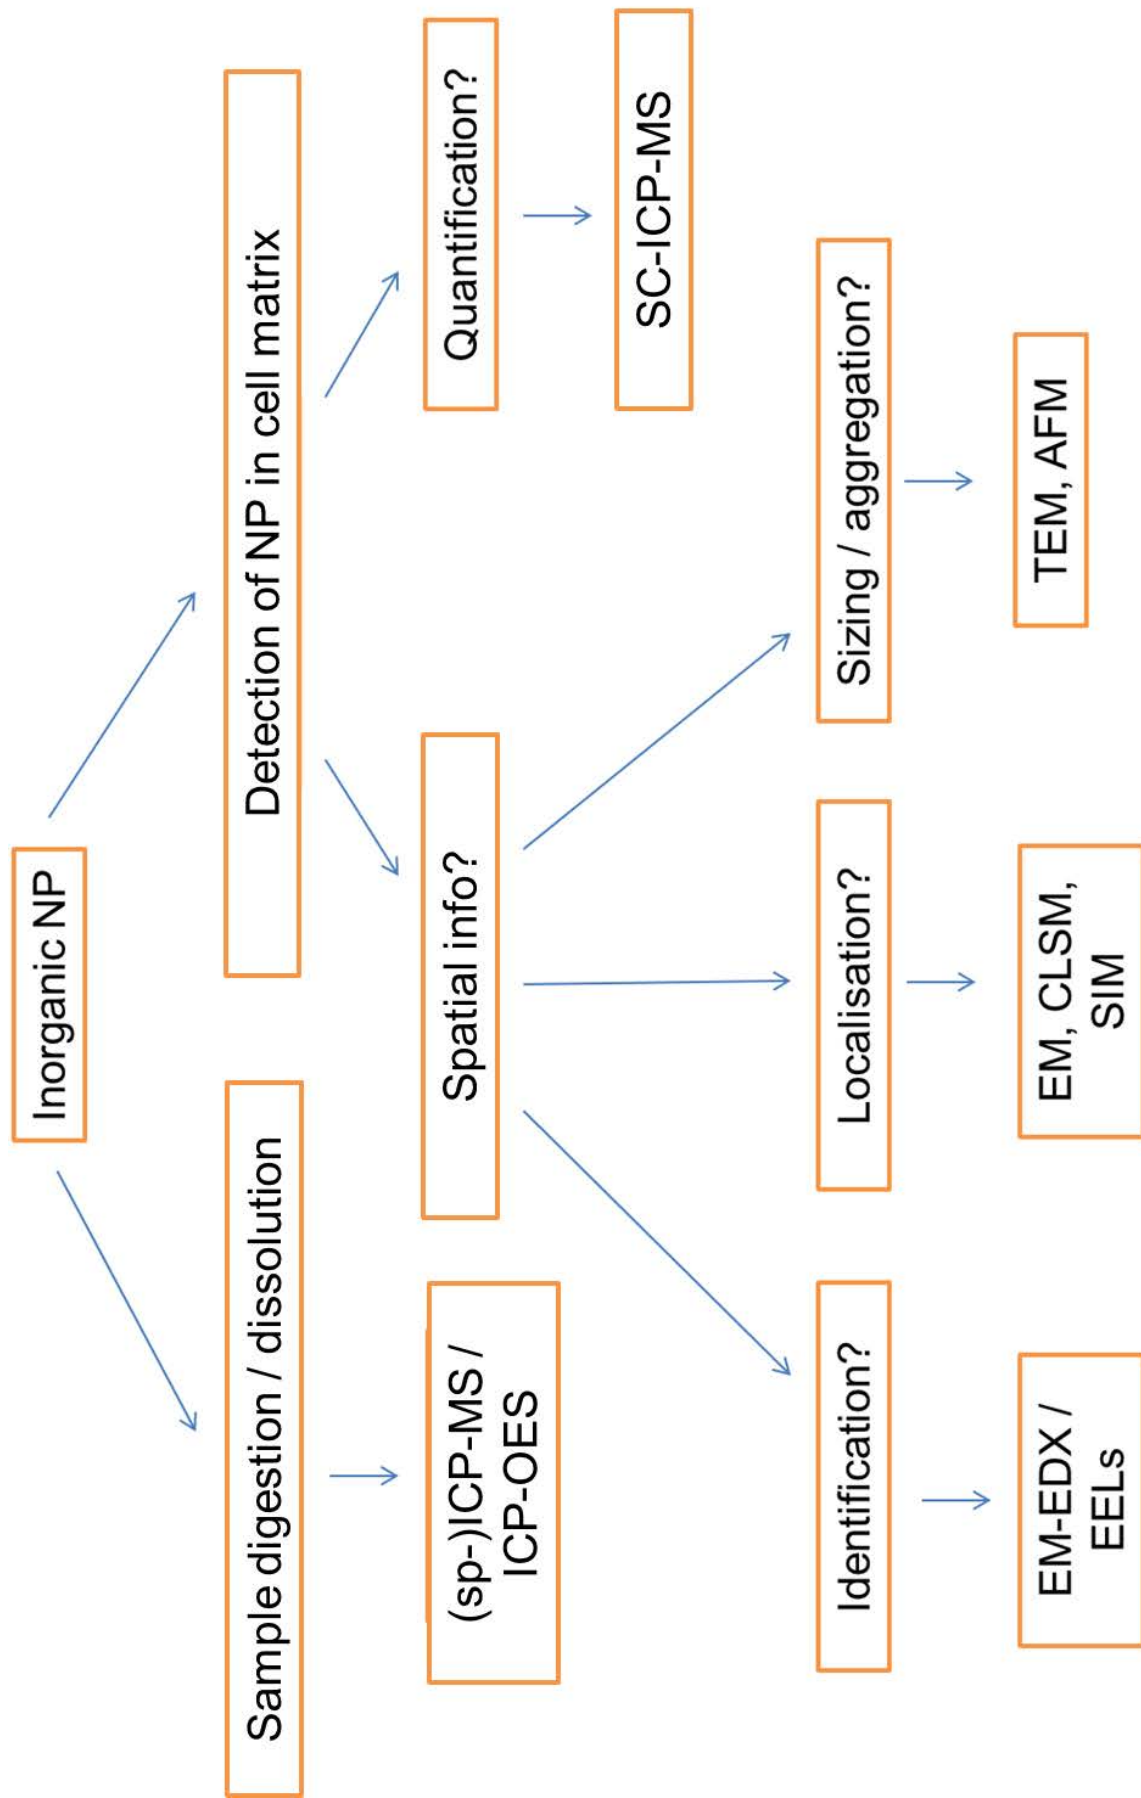 Inorganic NP
Sample digestion / dissolution
Detection of NP in cell matrix
(sp-)ICP-MS /
ICP-OES
Spatial info?
Quantification?
SC-ICP-MS
Identification?
Localisation?
Sizing / aggregation?
EM-EDX /
EELs
EM, CLSM,
SIM
TEM, AFM